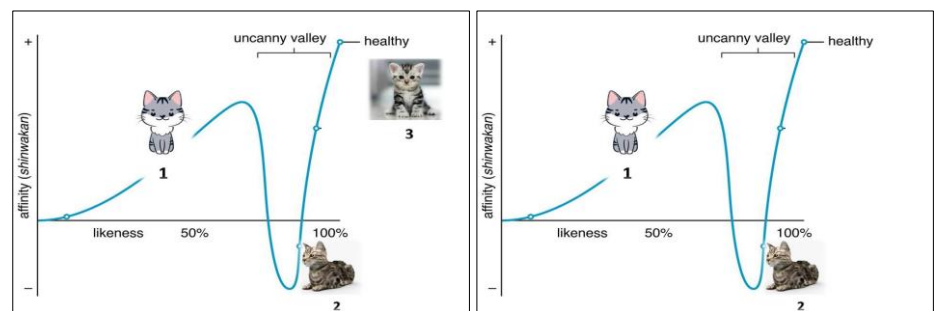 +
uncanny valley
healthy
affinity (shinwakan)
1
3
likeness 50% 100%
–
2
+
uncanny valley
healthy
affinity (shinwakan)
1
likeness 50% 100%
–
2